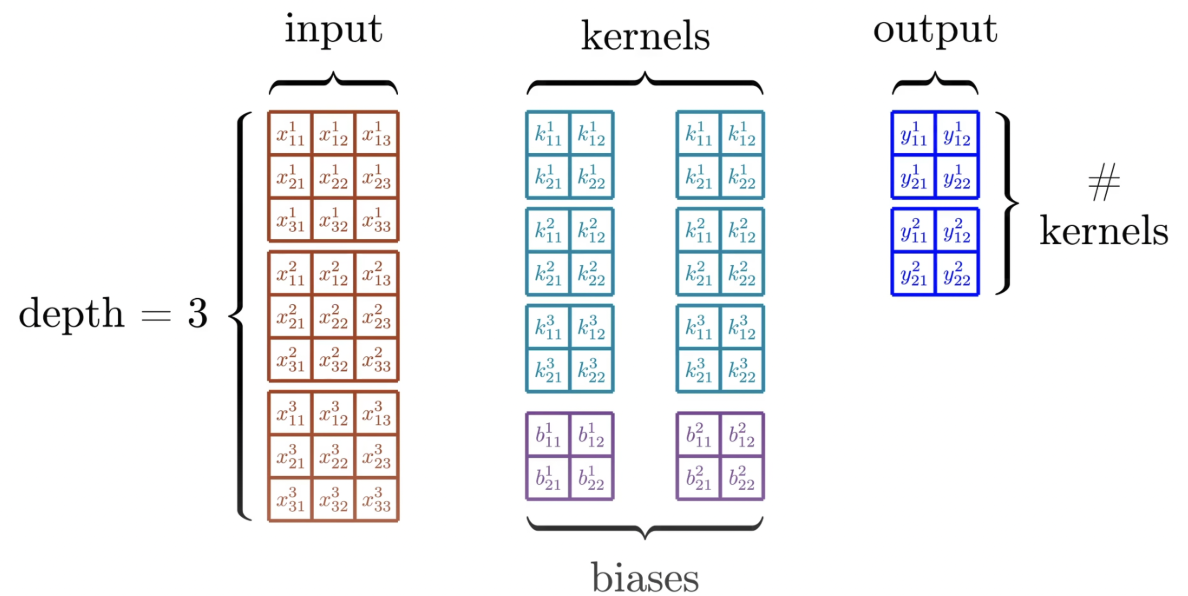 input kernels output
x^1_{11} x^1_{12} x^1_{13} k^1_{11} k^1_{12} k^1_{11} k^1_{12} y^1_{11} y^1_{12}
x^1_{21} x^1_{22} x^1_{23} k^1_{21} k^1_{22} k^1_{21} k^1_{22} y^1_{21} y^1_{22}
x^1_{31} x^1_{32} x^1_{33} k^2_{11} k^2_{12} k^2_{11} k^2_{12} y^2_{11} y^2_{12}
#
kernels
x^2_{11} x^2_{12} x^2_{13} k^2_{21} k^2_{22} k^2_{21} k^2_{22} y^2_{21} y^2_{22}
depth = 3
x^2_{21} x^2_{22} x^2_{23} k^3_{11} k^3_{12} k^3_{11} k^3_{12}
x^2_{31} x^2_{32} x^2_{33} k^3_{21} k^3_{22} k^3_{21} k^3_{22}
x^3_{11} x^3_{12} x^3_{13} b^1_{11} b^1_{12} b^2_{11} b^2_{12}
x^3_{21} x^3_{22} x^3_{23} b^1_{21} b^1_{22} b^2_{21} b^2_{22}
x^3_{31} x^3_{32} x^3_{33}
biases